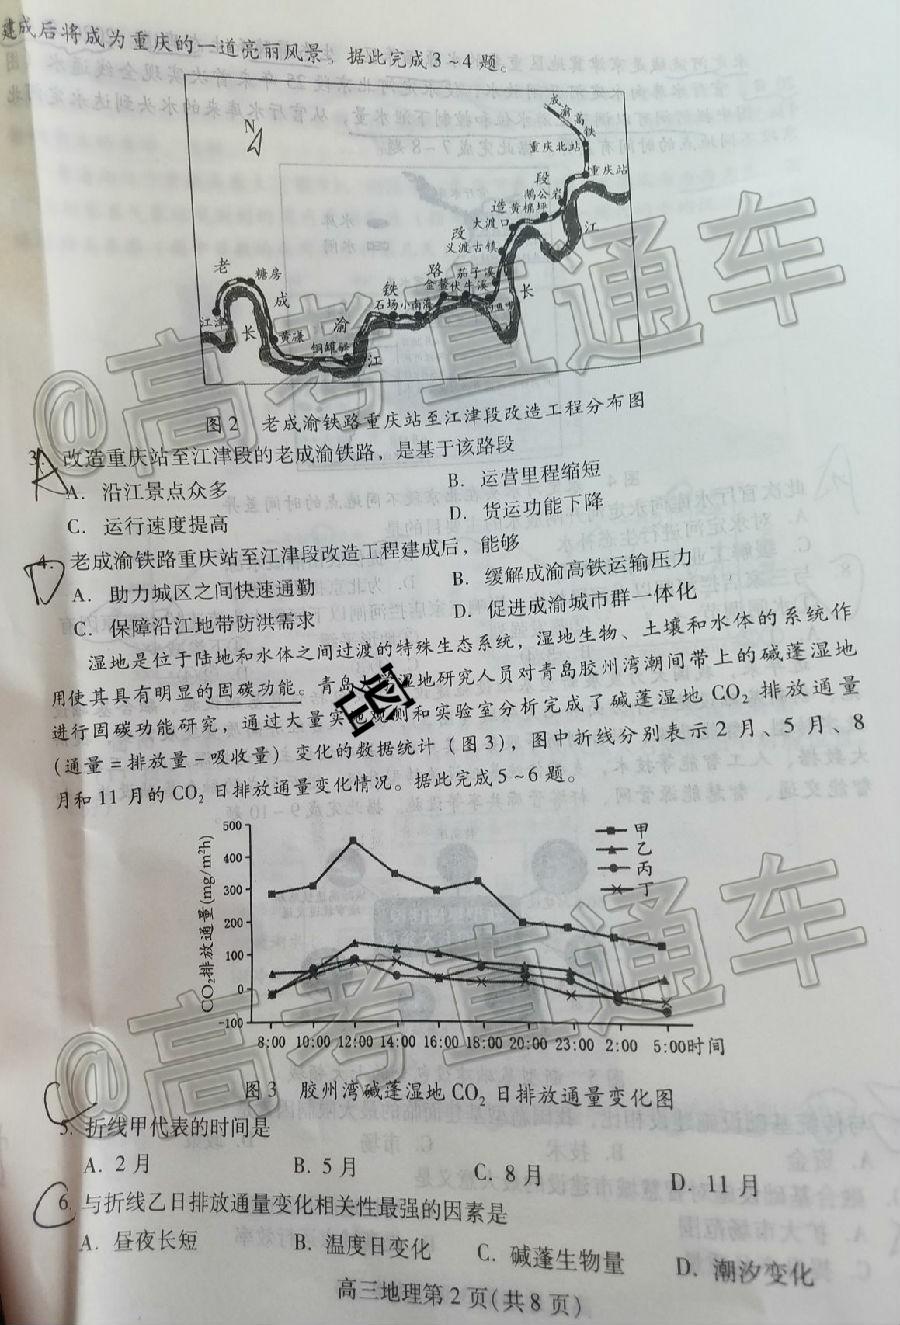 建成后将成为重庆的一道亮丽风景。据此完成3~4题。
N
成渝高铁
重庆北站
重庆站
段
鹅公岩
造 黄桷坪
大渡口
江
改
义渡古镇
路 茄子溪
老
糖房
金鳌 伏牛溪
铁
长
成
石场 小南海
江津
长
黄磏
渝
铜罐驿
江
图2 老成渝铁路重庆站至江津段改造工程分布图
3. 改造重庆站至江津段的老成渝铁路，是基于该路段
A
A. 沿江景点众多 B. 运营里程缩短
C. 运行速度提高 D. 货运功能下降
4. 老成渝铁路重庆站至江津段改造工程建成后，能够
D
A. 助力城区之间快速通勤 B. 缓解成渝高铁运输压力
C. 保障沿江地带防洪需求 D. 促进成渝城市群一体化
湿地是位于陆地和水体之间过渡的特殊生态系统，湿地生物、土壤和水体的系统作
用使其具有明显的固碳功能。青岛大学湿地研究人员对青岛胶州湾潮间带上的碱蓬湿地
进行固碳功能研究，通过大量实地观测和实验室分析完成了碱蓬湿地CO₂排放通量
(通量=排放量-吸收量)变化的数据统计(图3)，图中折线分别表示2月、5月、8
月和11月的CO₂日排放通量变化情况。据此完成5~6题。
密
CO₂排放通量(mg/m²h)
500
400
300
200
100
0
-100
甲
乙
丙
丁
8:00 10:00 12:00 14:00 16:00 18:00 20:00 23:00 2:00 5:00时间
图3 胶州湾碱蓬湿地CO₂日排放通量变化图
C
5. 折线甲代表的时间是
A. 2月 B. 5月 C. 8月 D. 11月
C
6. 与折线乙日排放通量变化相关性最强的因素是
A. 昼夜长短 B. 温度日变化 C. 碱蓬生物量 D. 潮汐变化
高三地理第2页(共8页)
@高考直通车
@高考直通车